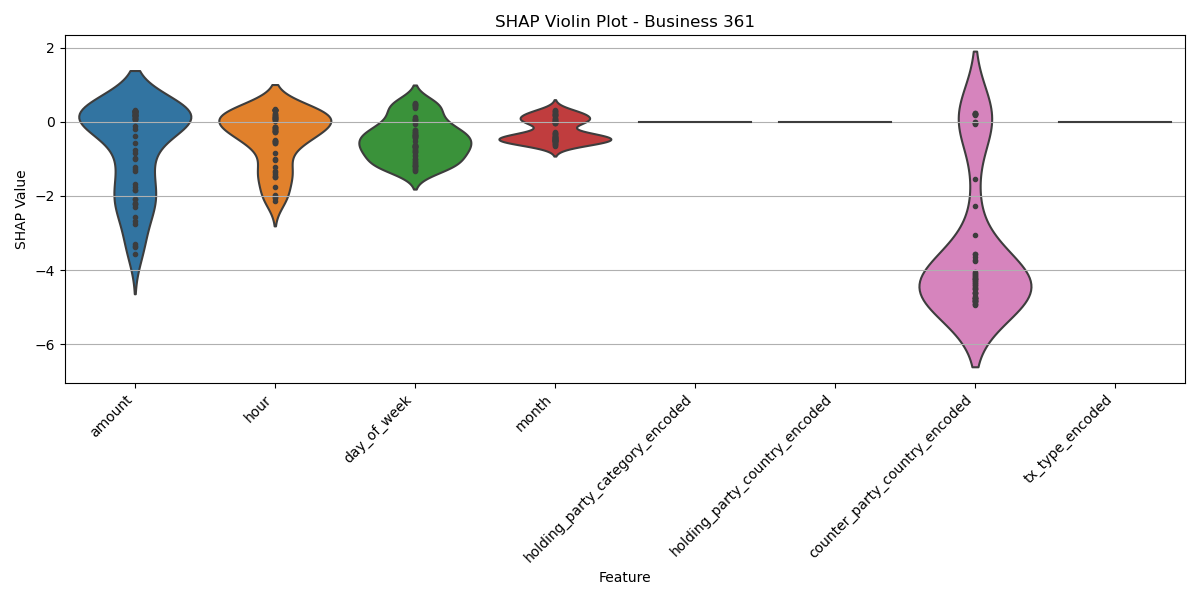 SHAP Violin Plot - Business 361
SHAP Value
2
0
−2
−4
−6
amount
hour
day_of_week
month
holding_party_category_encoded
holding_party_country_encoded
counter_party_country_encoded
tx_type_encoded
Feature